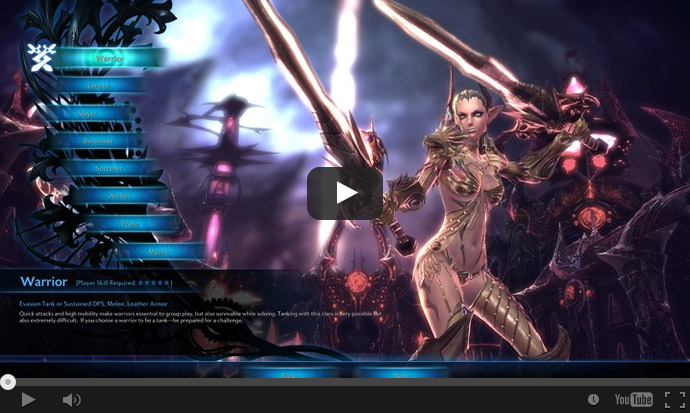 Warrior
Lancer
Slayer
Berserker
Sorcerer
Archer
Priest
Mystic
Warrior [Player Skill Required: ★★★★★]
Evasion Tank or Sustained DPS, Melee, Leather Armor
Quick attacks and high mobility make warriors essential to group play, but also survivable while soloing. Tanking with this class is very possible but
also extremely difficult. If you choose a warrior to be a tank—be prepared for a challenge.
Back Next
YouTube